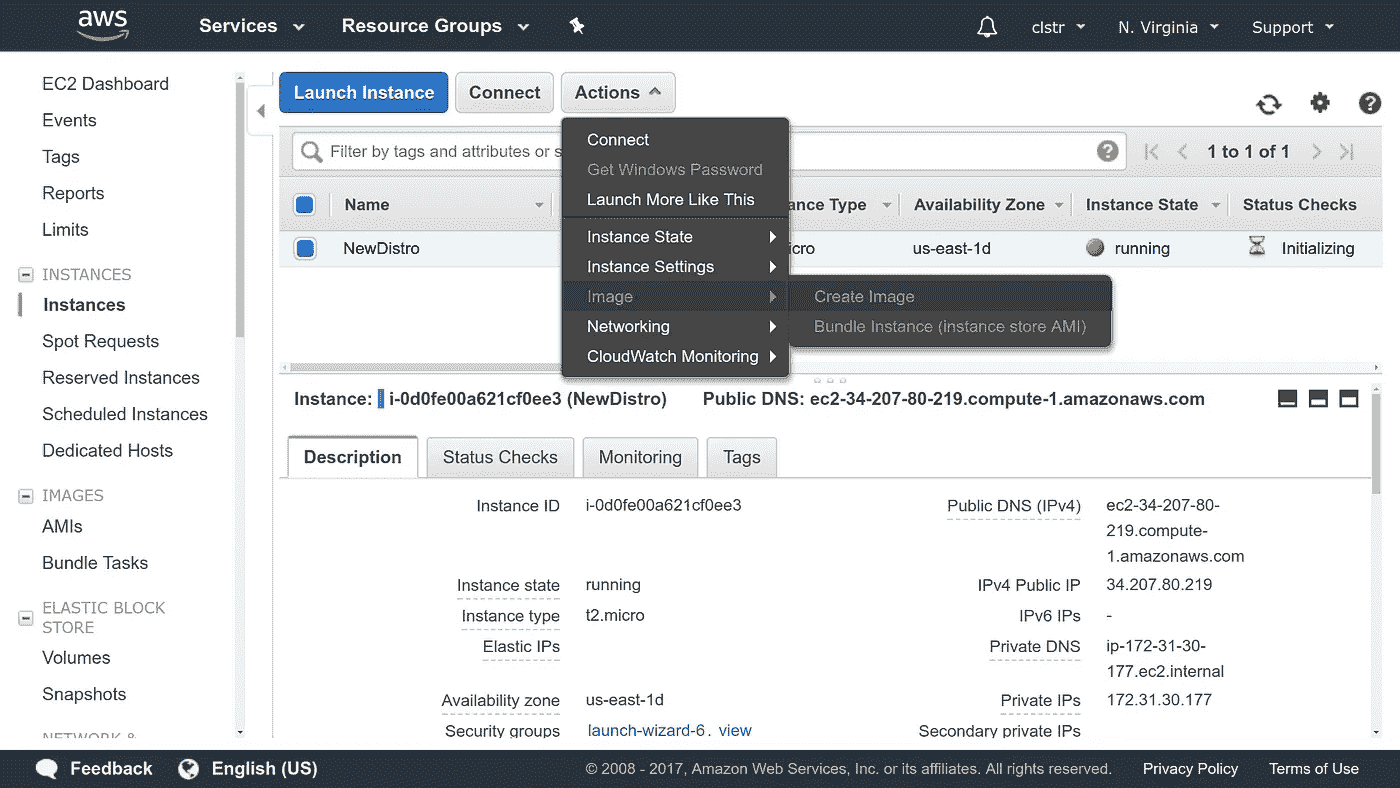 aws
Services
Resource Groups
clstr
N. Virginia
Support
EC2 Dashboard
Events
Tags
Reports
Limits
INSTANCES
Instances
Spot Requests
Reserved Instances
Scheduled Instances
Dedicated Hosts
IMAGES
AMIs
Bundle Tasks
ELASTIC BLOCK
STORE
Volumes
Snapshots
NETWORK &
Launch Instance
Connect
Actions
Filter by tags and attributes or s
1 to 1 of 1
Connect
Get Windows Password
Launch More Like This
Instance State
Instance Settings
Image
Networking
CloudWatch Monitoring
Create Image
Bundle Instance (instance store AMI)
Name
ance Type
Availability Zone
Instance State
Status Checks
NewDistro
icro
us-east-1d
running
Initializing
Instance: i-0d0fe00a621cf0ee3 (NewDistro)
Public DNS: ec2-34-207-80-219.compute-1.amazonaws.com
Description
Status Checks
Monitoring
Tags
Instance ID i-0d0fe00a621cf0ee3
Instance state running
Instance type t2.micro
Elastic IPs
Availability zone us-east-1d
Security groups launch-wizard-6. view
Public DNS (IPv4) ec2-34-207-80-
219.compute-
1.amazonaws.com
IPv4 Public IP 34.207.80.219
IPv6 IPs -
Private DNS ip-172-31-30-
177.ec2.internal
Private IPs 172.31.30.177
Secondary private IPs
Feedback
English (US)
© 2008 - 2017, Amazon Web Services, Inc. or its affiliates. All rights reserved.
Privacy Policy
Terms of Use